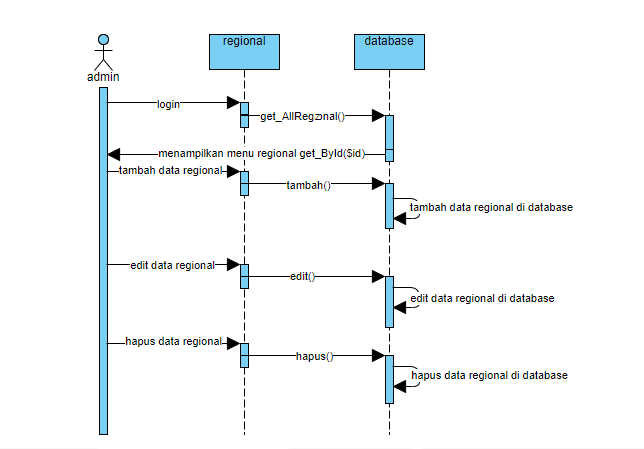 regional
database
admin
login
get_AllRegional()
menampilkan menu regional get_ById($id)
tambah data regional
tambah()
tambah data regional di database
edit data regional
edit()
edit data regional di database
hapus data regional
hapus()
hapus data regional di database